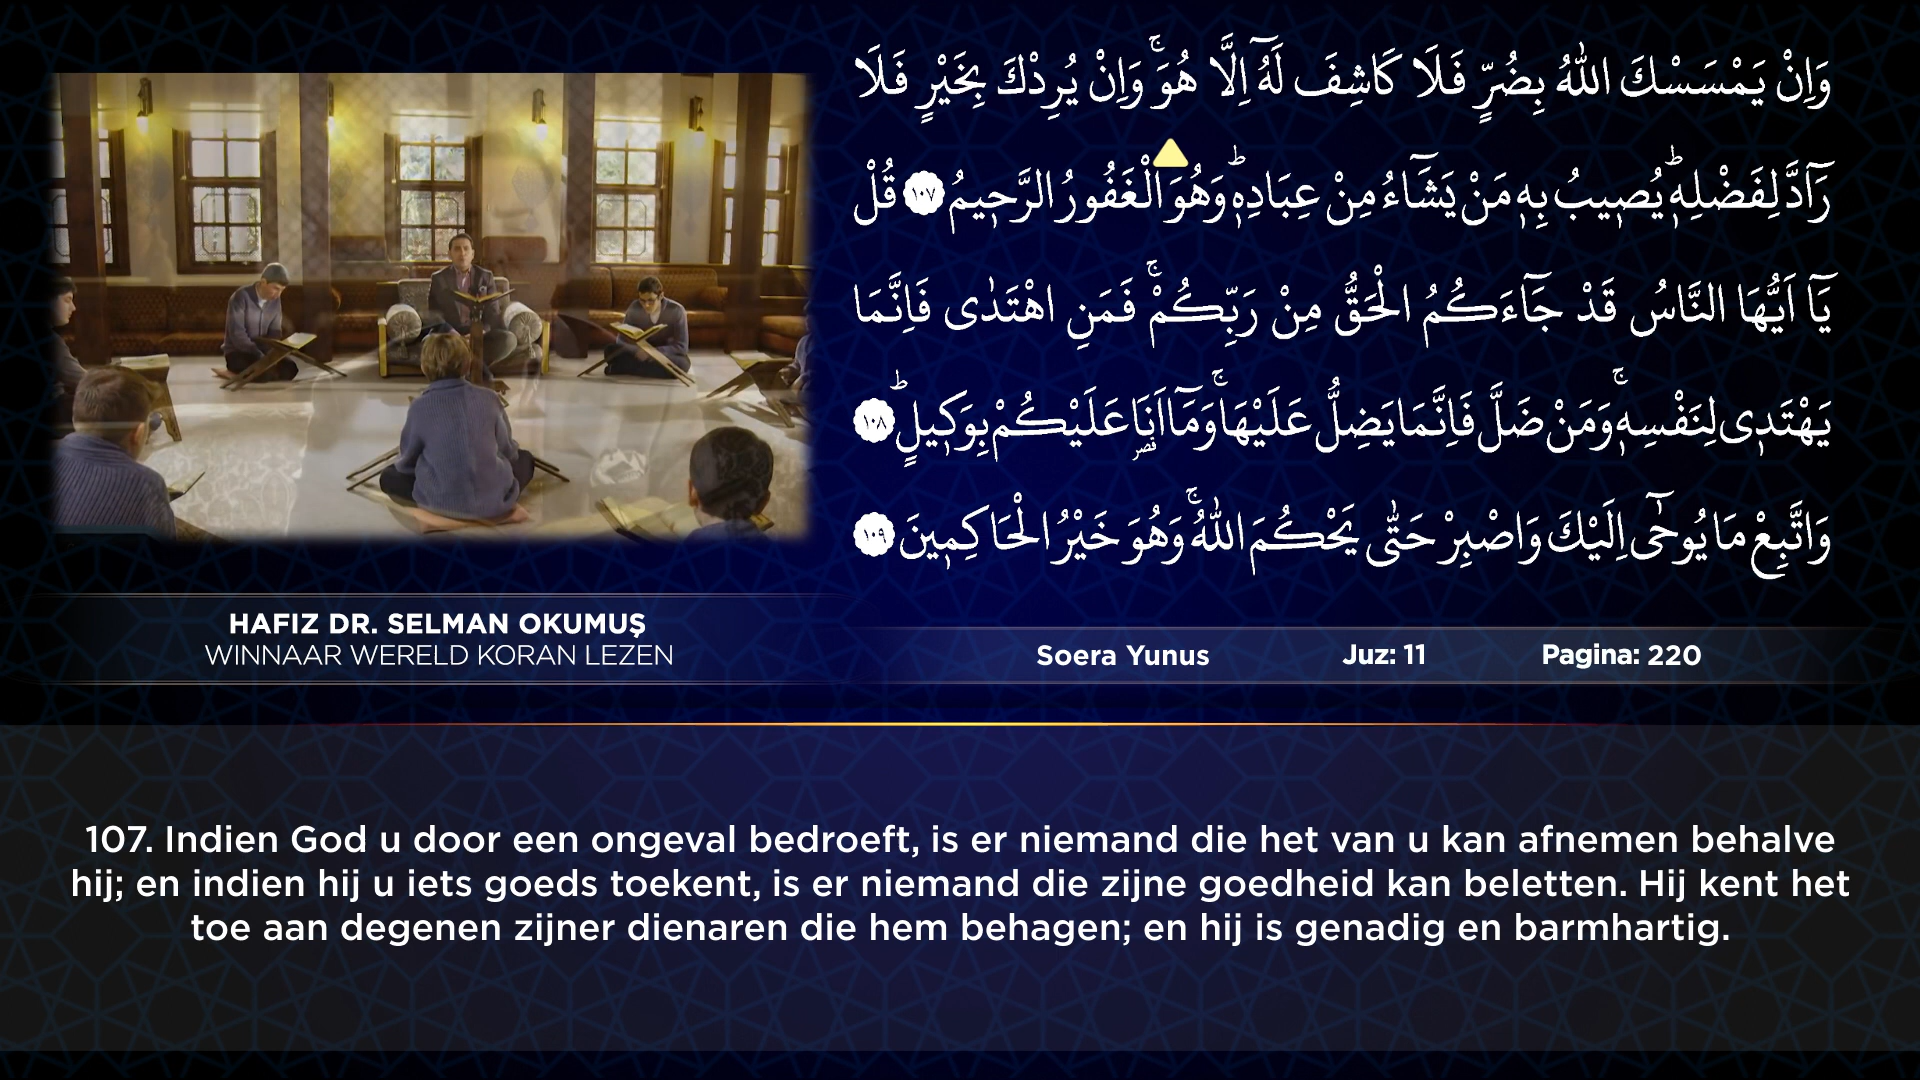 وَاِنْ يَمْسَسْكَ اللّٰهُ بِضُرٍّ فَلَا كَاشِفَ لَهُٓ اِلَّا هُوَۚ وَاِنْ يُرِدْكَ بِخَيْرٍ فَلَا
رَٓادَّ لِفَضْلِه۪ۜ يُص۪يبُ بِه۪ مَنْ يَشَٓاءُ مِنْ عِبَادِه۪ۜ وَهُوَ الْغَفُورُ الرَّح۪يمُ ﴿١٠٧﴾ قُلْ
يَٓا اَيُّهَا النَّاسُ قَدْ جَٓاءَكُمُ الْحَقُّ مِنْ رَبِّكُمْۚ فَمَنِ اهْتَدٰى فَاِنَّمَا
يَهْتَد۪ى لِنَفْسِه۪ۚ وَمَنْ ضَلَّ فَاِنَّمَا يَضِلُّ عَلَيْهَاۚ وَمَٓا اَنَا۬ عَلَيْكُمْ بِوَك۪يلٍۜ ﴿١٠٨﴾
وَاتَّبِعْ مَا يُوحٰٓى اِلَيْكَ وَاصْبِرْ حَتّٰى يَحْكُمَ اللّٰهُۚ وَهُوَ خَيْرُ الْحَاكِم۪ينَ ﴿١٠٩﴾
HAFIZ DR. SELMAN OKUMUŞ
WINNAAR WERELD KORAN LEZEN
Soera Yunus Juz: 11 Pagina: 220
107. Indien God u door een ongeval bedroeft, is er niemand die het van u kan afnemen behalve
hij; en indien hij u iets goeds toekent, is er niemand die zijne goedheid kan beletten. Hij kent het
toe aan degenen zijner dienaren die hem behagen; en hij is genadig en barmhartig.